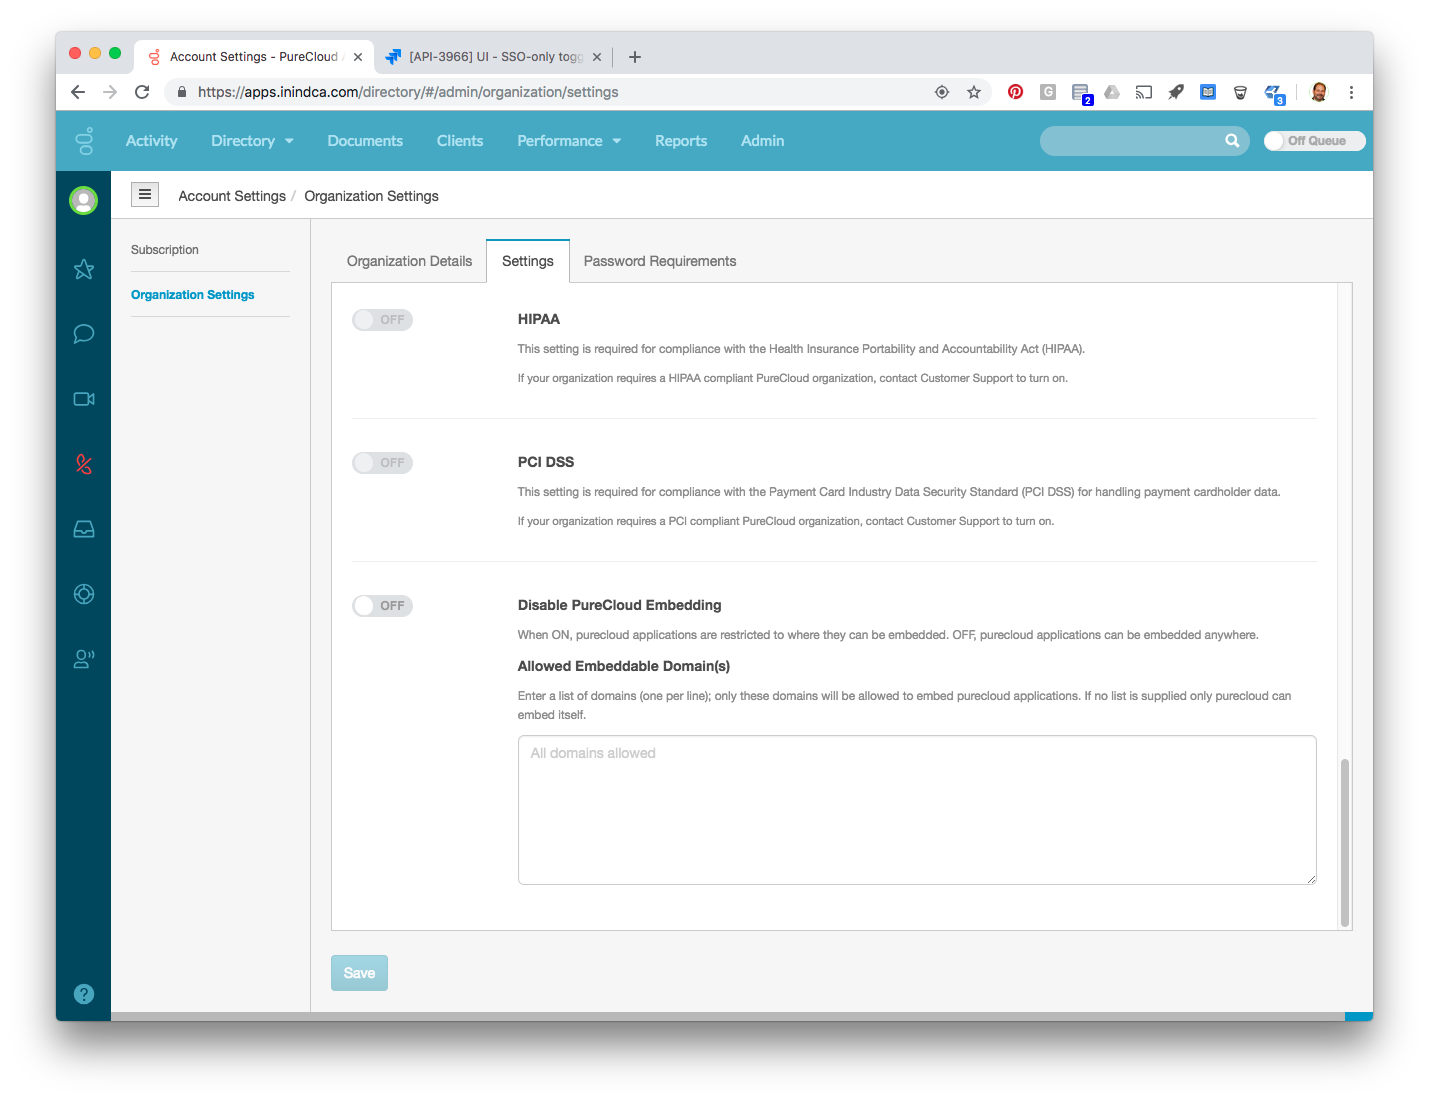 Account Settings - PureCloud
[API-3966] UI - SSO-only togg
https://apps.inindca.com/directory/#/admin/organization/settings
G
2
3
Activity
Directory
Documents
Clients
Performance
Reports
Admin
Off Queue
Account Settings / Organization Settings
Subscription
Organization Settings
Organization Details
Settings
Password Requirements
OFF
HIPAA
This setting is required for compliance with the Health Insurance Portability and Accountability Act (HIPAA).
If your organization requires a HIPAA compliant PureCloud organization, contact Customer Support to turn on.
OFF
PCI DSS
This setting is required for compliance with the Payment Card Industry Data Security Standard (PCI DSS) for handling payment cardholder data.
If your organization requires a PCI compliant PureCloud organization, contact Customer Support to turn on.
OFF
Disable PureCloud Embedding
When ON, purecloud applications are restricted to where they can be embedded. OFF, purecloud applications can be embedded anywhere.
Allowed Embeddable Domain(s)
Enter a list of domains (one per line); only these domains will be allowed to embed purecloud applications. If no list is supplied only purecloud can
embed itself.
All domains allowed
Save
?